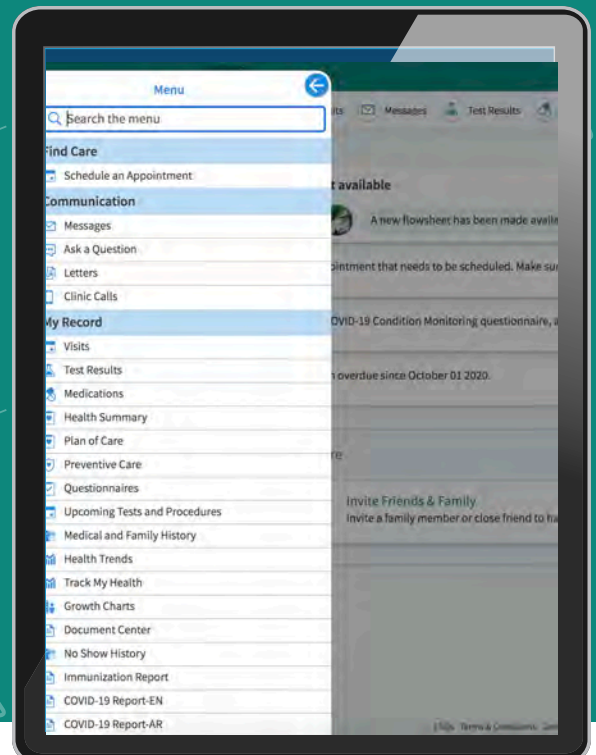 Menu
Search the menu
Find Care
Schedule an Appointment
Communication
Messages
Ask a Question
Letters
Clinic Calls
My Record
Visits
Test Results
Medications
Health Summary
Plan of Care
Preventive Care
Questionnaires
Upcoming Tests and Procedures
Medical and Family History
Health Trends
Track My Health
Growth Charts
Document Center
No Show History
Immunization Report
COVID-19 Report-EN
COVID-19 Report-AR
its Messages Test Results
t available
A new flowsheet has been made availa
ointment that needs to be scheduled. Make sur
OVID-19 Condition Monitoring questionnaire, a
overdue since October 01 2020.
re
Invite Friends & Family
Invite a family member or close friend to ha
FAQs Terms & Conditions